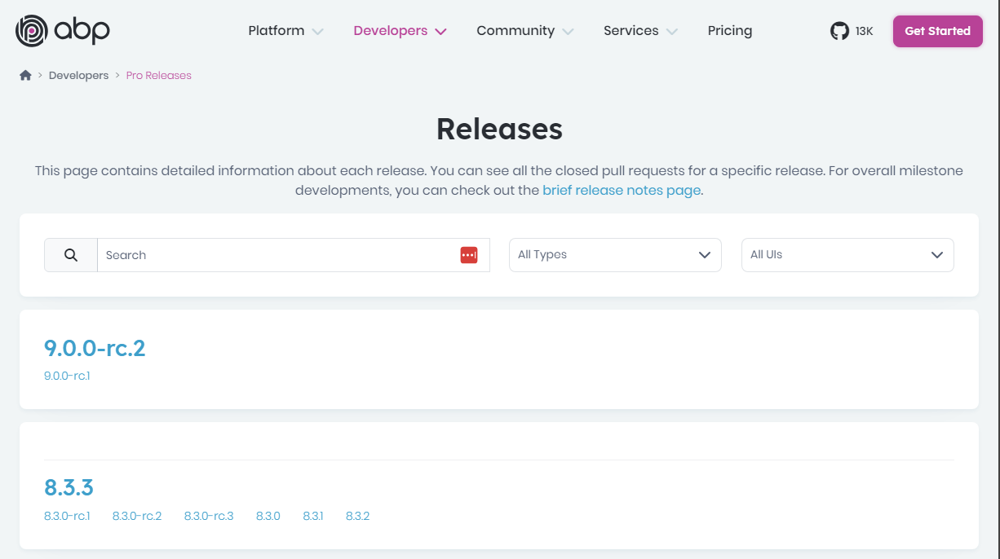 abp
Platform Developers Community Services Pricing 13K Get Started
> Developers > Pro Releases
Releases
This page contains detailed information about each release. You can see all the closed pull requests for a specific release. For overall milestone
developments, you can check out the brief release notes page.
Search All Types All UIs
9.0.0-rc.2
9.0.0-rc.1
8.3.3
8.3.0-rc.1 8.3.0-rc.2 8.3.0-rc.3 8.3.0 8.3.1 8.3.2